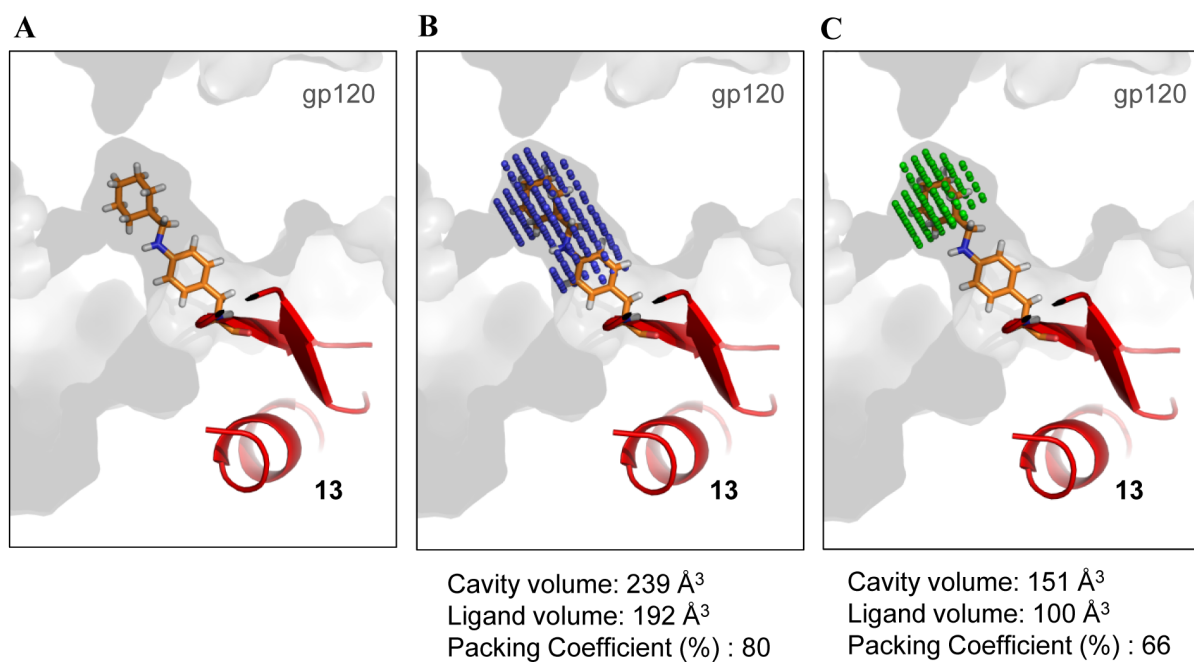 A
B
C
gp120
gp120
gp120
13
13
13
Cavity volume: 239 Å³
Ligand volume: 192 Å³
Packing Coefficient (%) : 80
Cavity volume: 151 Å³
Ligand volume: 100 Å³
Packing Coefficient (%) : 66